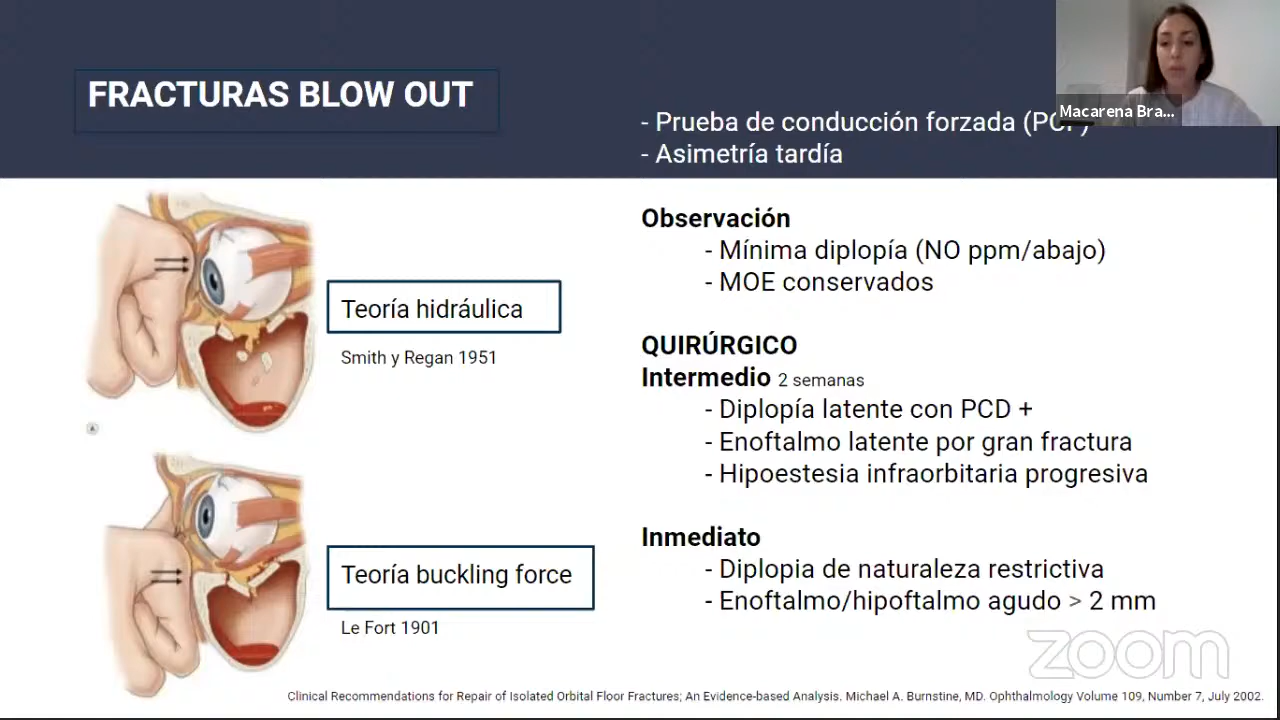 FRACTURAS BLOW OUT
Macarena Bra...
- Prueba de conducción forzada
- Asimetría tardía
Teoría hidráulica
Smith y Regan 1951
Teoría buckling force
Le Fort 1901
Observación
- Mínima diplopía (NO ppm/abajo)
- MOE conservados
QUIRÚRGICO
Intermedio 2 semanas
- Diplopía latente con PCD +
- Enoftalmo latente por gran fractura
- Hipoestesia infraorbitaria progresiva
Inmediato
- Diplopia de naturaleza restrictiva
- Enoftalmo/hipoftalmo agudo > 2 mm
zoom
Clinical Recommendations for Repair of Isolated Orbital Floor Fractures; An Evidence-based Analysis. Michael A. Burnstine, MD. Ophthalmology Volume 109, Number 7, July 2002.